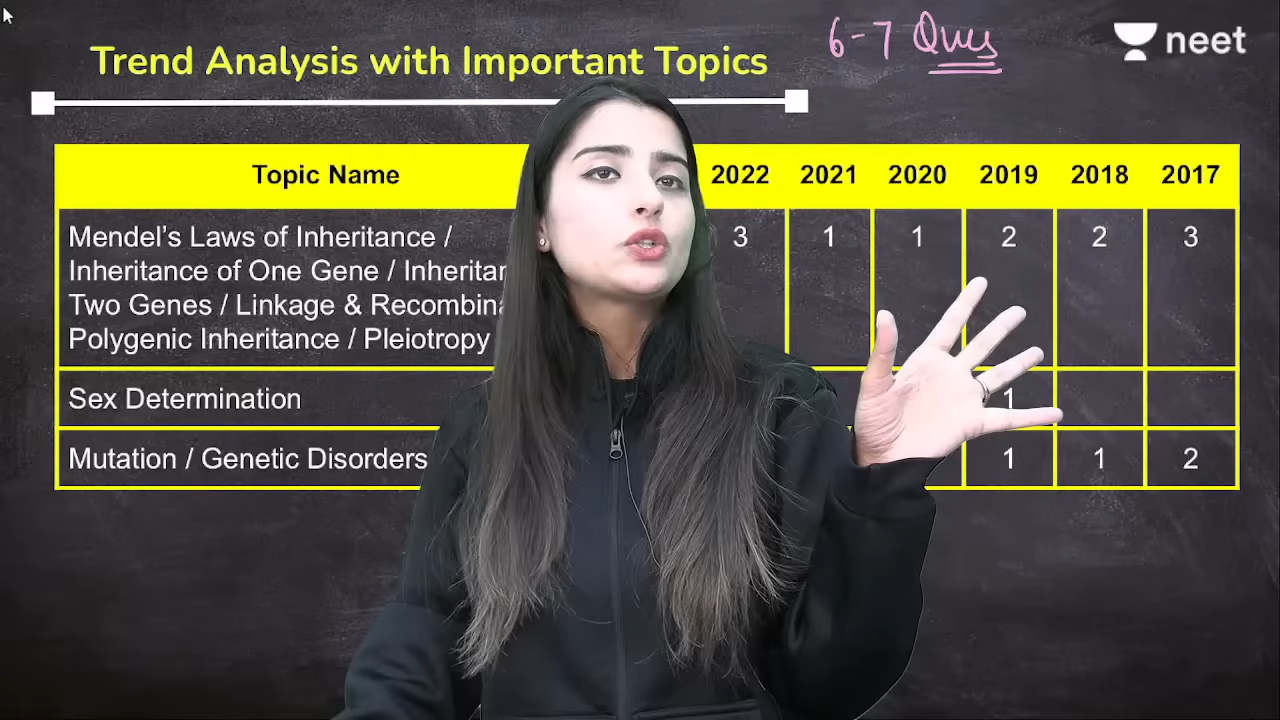 6-7 Ques
neet
Trend Analysis with Important Topics
Topic Name 2022 2021 2020 2019 2018 2017
Mendel's Laws of Inheritance / 3 1 1 2 2 3
Inheritance of One Gene /
Two Genes / Linkage &
Polygenic Inheritance / Pleiotropy
Sex Determination 1
Mutation / Genetic Disorders 1 1 2